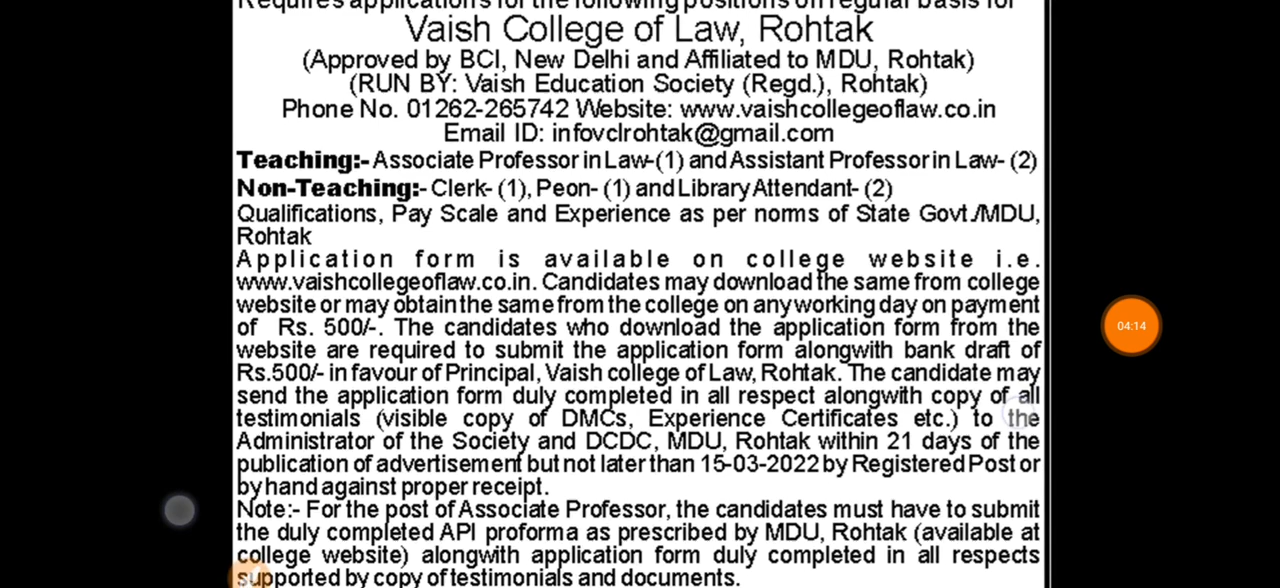 Requires applications for the following positions on regular basis for
Vaish College of Law, Rohtak
(Approved by BCI, New Delhi and Affiliated to MDU, Rohtak)
(RUN BY: Vaish Education Society (Regd.), Rohtak)
Phone No. 01262-265742 Website: www.vaishcollegeoflaw.co.in
Email ID: infovclrohtak@gmail.com
Teaching:- Associate Professor in Law-(1) and Assistant Professor in Law- (2)
Non-Teaching:- Clerk- (1), Peon- (1) and Library Attendant- (2)
Qualifications, Pay Scale and Experience as per norms of State Govt./MDU,
Rohtak
Application form is available on college website i.e.
www.vaishcollegeoflaw.co.in. Candidates may download the same from college
website or may obtain the same from the college on any working day on payment
of Rs. 500/-. The candidates who download the application form from the
website are required to submit the application form alongwith bank draft of
Rs.500/- in favour of Principal, Vaish college of Law, Rohtak. The candidate may
send the application form duly completed in all respect alongwith copy of all
testimonials (visible copy of DMCs, Experience Certificates etc.) to the
Administrator of the Society and DCDC, MDU, Rohtak within 21 days of the
publication of advertisement but not later than 15-03-2022 by Registered Post or
by hand against proper receipt.
Note:- For the post of Associate Professor, the candidates must have to submit
the duly completed API proforma as prescribed by MDU, Rohtak (available at
college website) alongwith application form duly completed in all respects
supported by copy of testimonials and documents.
04:14